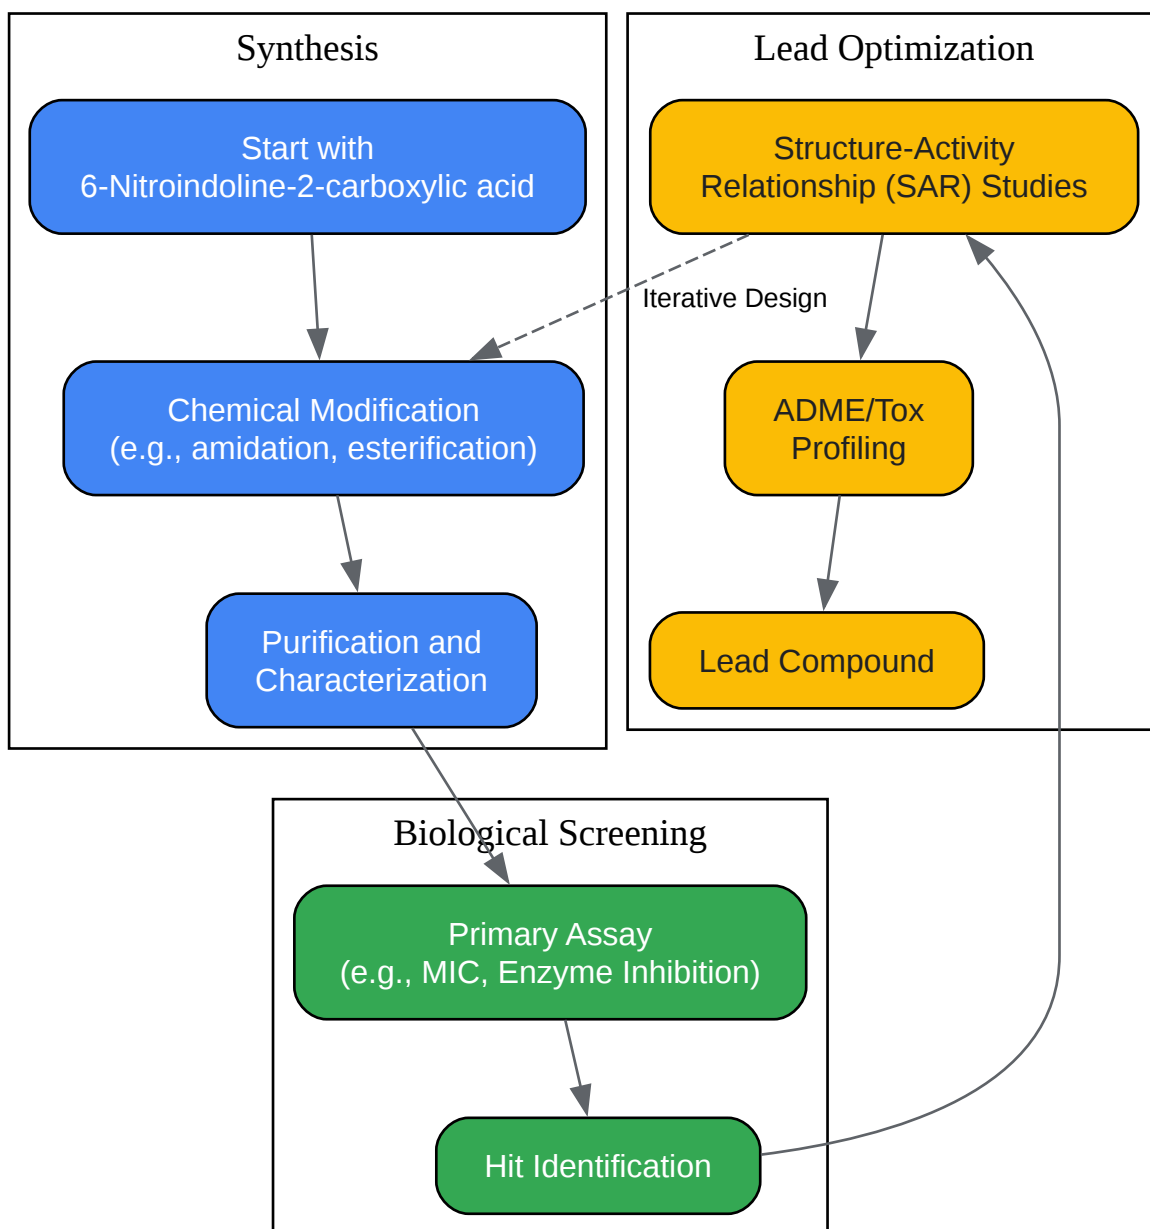 Synthesis
Start with
6-Nitroindoline-2-carboxylic acid
Chemical Modification
(e.g., amidation, esterification)
Purification and
Characterization
Lead Optimization
Structure-Activity
Relationship (SAR) Studies
Iterative Design
ADME/Tox
Profiling
Lead Compound
Biological Screening
Primary Assay
(e.g., MIC, Enzyme Inhibition)
Hit Identification